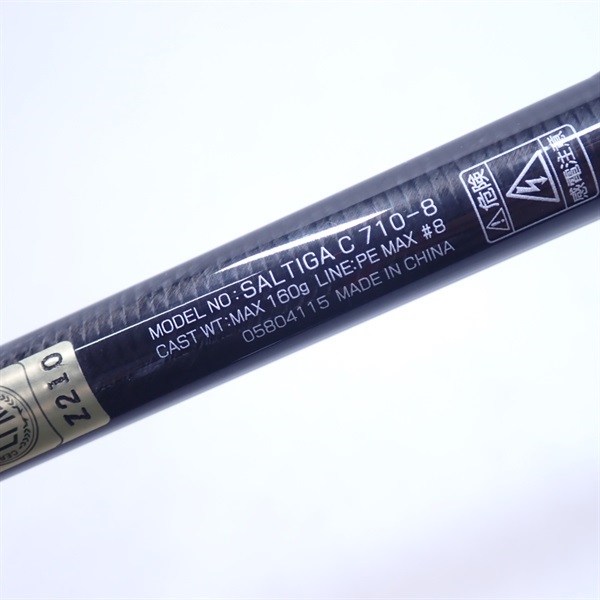 MODEL NO:SALTIGA C 710-8
CAST WT:MAX 160g LINE:PE MAX #8
05804115 MADE IN CHINA
⚠危険
感電注意
Z210